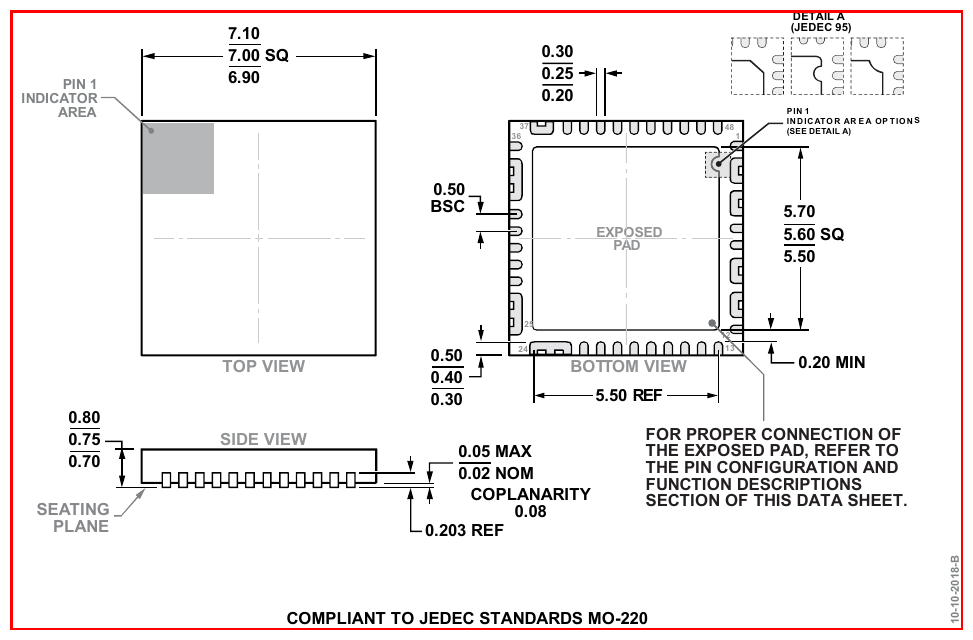 DETAIL A
(JEDEC 95)
7.10
7.00 SQ
6.90
PIN 1
INDICATOR
AREA
0.30
0.25
0.20
PIN 1
INDICATOR AREA OPTIONS
(SEE DETAIL A)
37
48
36
1
0.50
BSC
EXPOSED
PAD
5.70
5.60 SQ
5.50
25
24
13
TOP VIEW
BOTTOM VIEW
0.50
0.40
0.30
0.20 MIN
5.50 REF
0.80
0.75
0.70
SIDE VIEW
0.05 MAX
0.02 NOM
COPLANARITY
0.08
0.203 REF
SEATING
PLANE
FOR PROPER CONNECTION OF
THE EXPOSED PAD, REFER TO
THE PIN CONFIGURATION AND
FUNCTION DESCRIPTIONS
SECTION OF THIS DATA SHEET.
10-10-2018-B
COMPLIANT TO JEDEC STANDARDS MO-220